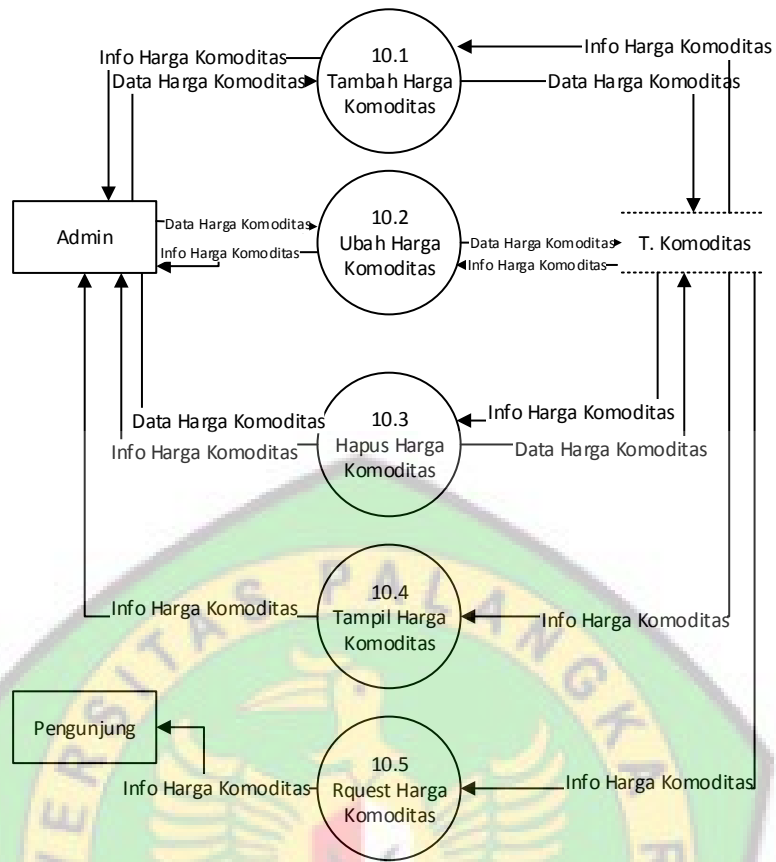 10.1
Tambah Harga
Komoditas
Info Harga Komoditas
Data Harga Komoditas
Info Harga Komoditas
Data Harga Komoditas
Admin
Data Harga Komoditas
Info Harga Komoditas
10.2
Ubah Harga
Komoditas
Data Harga Komoditas
Info Harga Komoditas
T. Komoditas
Data Harga Komoditas
Info Harga Komoditas
10.3
Hapus Harga
Komoditas
Info Harga Komoditas
Data Harga Komoditas
Info Harga Komoditas
10.4
Tampil Harga
Komoditas
Info Harga Komoditas
Pengunjung
Info Harga Komoditas
10.5
Rquest Harga
Komoditas
Info Harga Komoditas
ERSITAS PALANGKA R